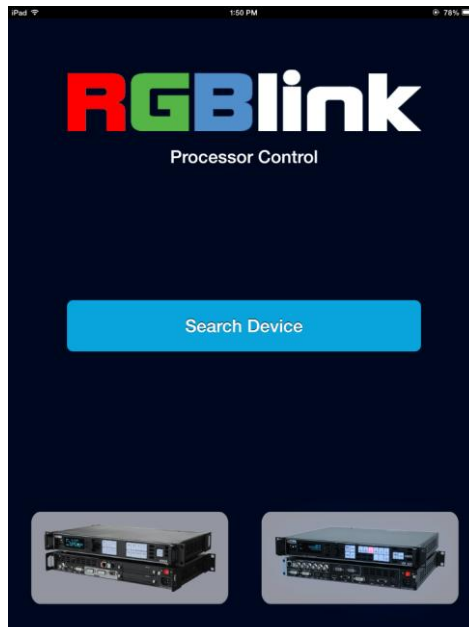 iPad 1:50 PM 78%
RGBlink
Processor Control
Search Device